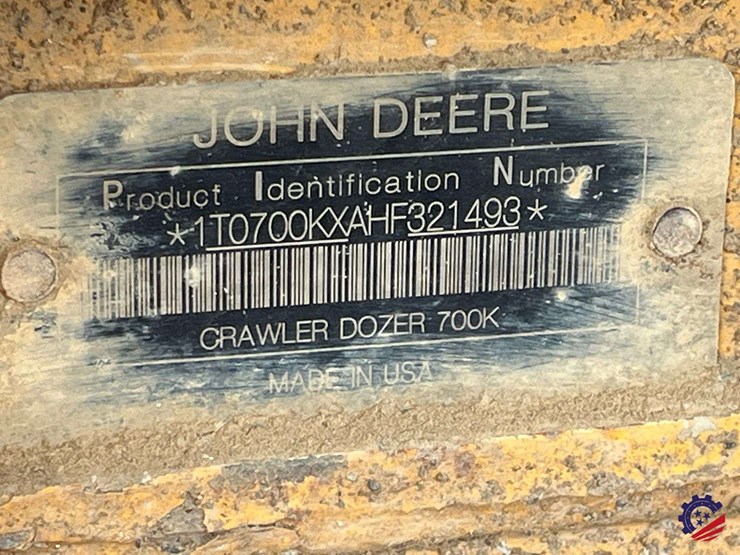 JOHN DEERE
Product Identification Number
*1T0700KXAHF321493*
CRAWLER DOZER 700K
MADE IN USA